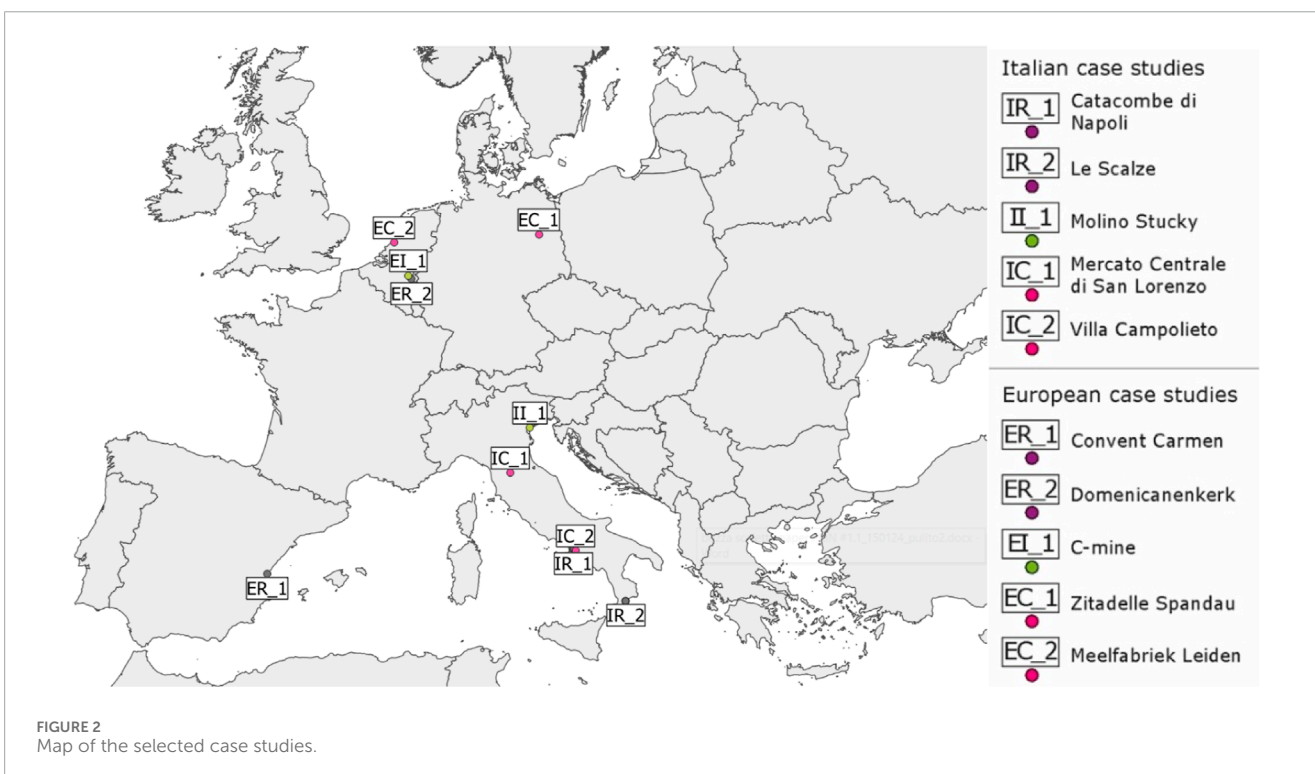 EC_2
EC_1
EI_1
ER_2
II_1
IC_1
IC_2
IR_1
ER_1
IR_2
Italian case studies
IR_1 Catacombe di
Napoli
IR_2 Le Scalze
II_1 Molino Stucky
IC_1 Mercato Centrale
di San Lorenzo
IC_2 Villa Campolieto
European case studies
ER_1 Convent Carmen
ER_2 Domenicanenkerk
EI_1 C-mine
EC_1 Zitadelle Spandau
EC_2 Meelfabriek Leiden
FIGURE 2
Map of the selected case studies.